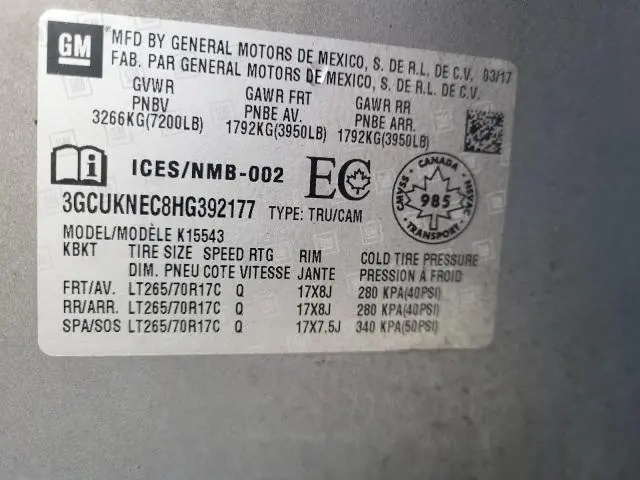 GM
MFD BY GENERAL MOTORS DE MEXICO, S. DE R.L. DE C.V. 03/17
FAB. PAR GENERAL MOTORS DE MEXICO, S. DE R.L. DE C.V.
GVWR GAWR FRT GAWR RR
PNBV PNBE AV. PNBE ARR.
3266KG(7200LB) 1792KG(3950LB) 1792KG(3950LB)
i ICES/NMB-002 EC
CANADA
CMVSS 985 NSVAC
TRANSPORT
3GCUKNEC8HG392177 TYPE: TRU/CAM
MODEL/MODÈLE K15543
KBKT TIRE SIZE SPEED RTG RIM COLD TIRE PRESSURE
DIM. PNEU COTE VITESSE JANTE PRESSION À FROID
FRT/AV. LT265/70R17C Q 17X8J 280 KPA(40PSI)
RR/ARR. LT265/70R17C Q 17X8J 280 KPA(40PSI)
SPA/SOS LT265/70R17C Q 17X7.5J 340 KPA(50PSI)